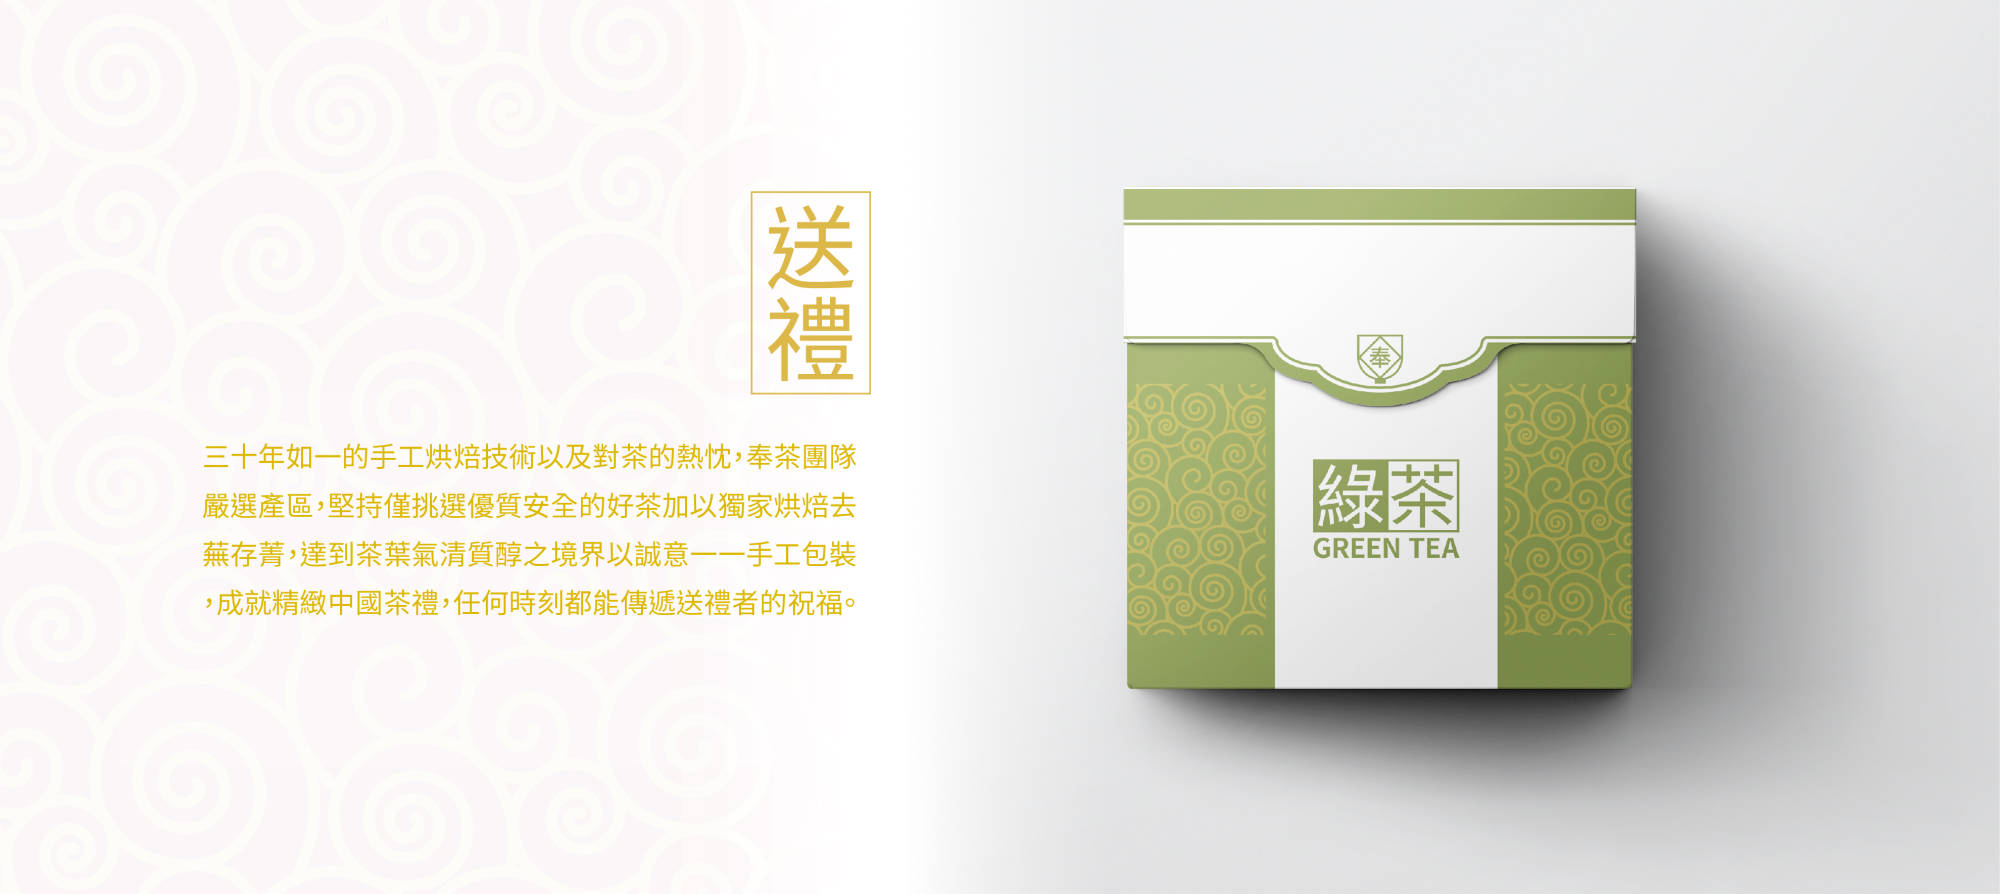 送禮
三十年如一的手工烘焙技術以及對茶的熱忱，奉茶團隊
嚴選產區，堅持僅挑選優質安全的好茶加以獨家烘焙去
蕪存菁，達到茶葉氣清質醇之境界以誠意一一手工包裝
，成就精緻中國茶禮，任何時刻都能傳遞送禮者的祝福。
奉
綠茶
GREEN TEA